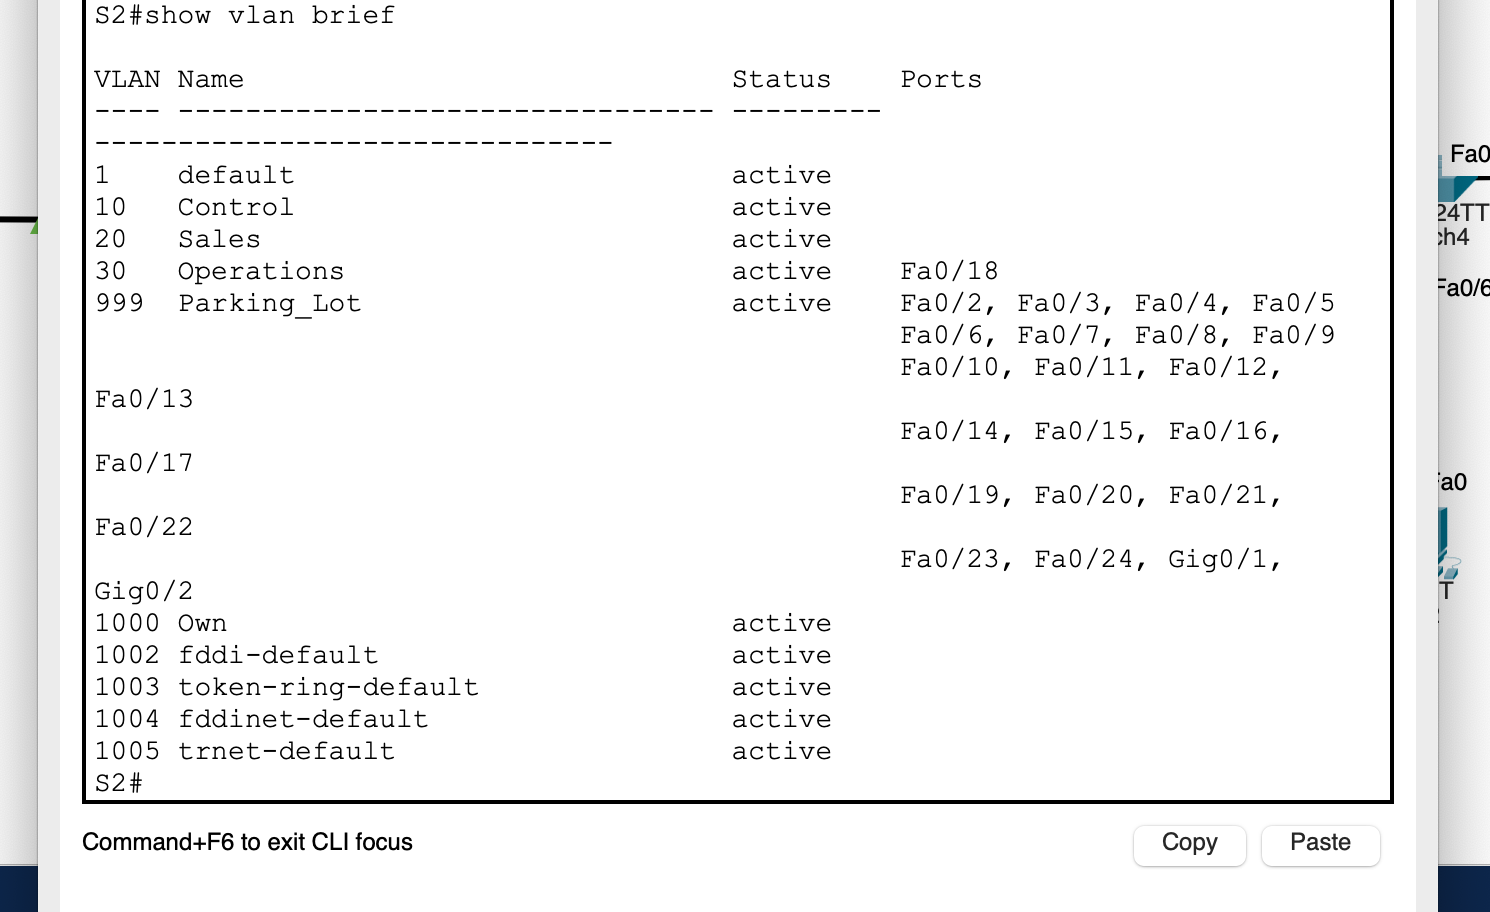 S2#show vlan brief
VLAN Name Status Ports
---- -------------------------------- ---------
-------------------------------
1 default active
10 Control active
20 Sales active
30 Operations active Fa0/18
999 Parking_Lot active Fa0/2, Fa0/3, Fa0/4, Fa0/5
Fa0/6, Fa0/7, Fa0/8, Fa0/9
Fa0/10, Fa0/11, Fa0/12,
Fa0/13
Fa0/14, Fa0/15, Fa0/16,
Fa0/17
Fa0/19, Fa0/20, Fa0/21,
Fa0/22
Fa0/23, Fa0/24, Gig0/1,
Gig0/2
1000 Own active
1002 fddi-default active
1003 token-ring-default active
1004 fddinet-default active
1005 trnet-default active
S2#
Command+F6 to exit CLI focus
Copy Paste
Fa0
24TT
ch4
Fa0/6
Fa0
T